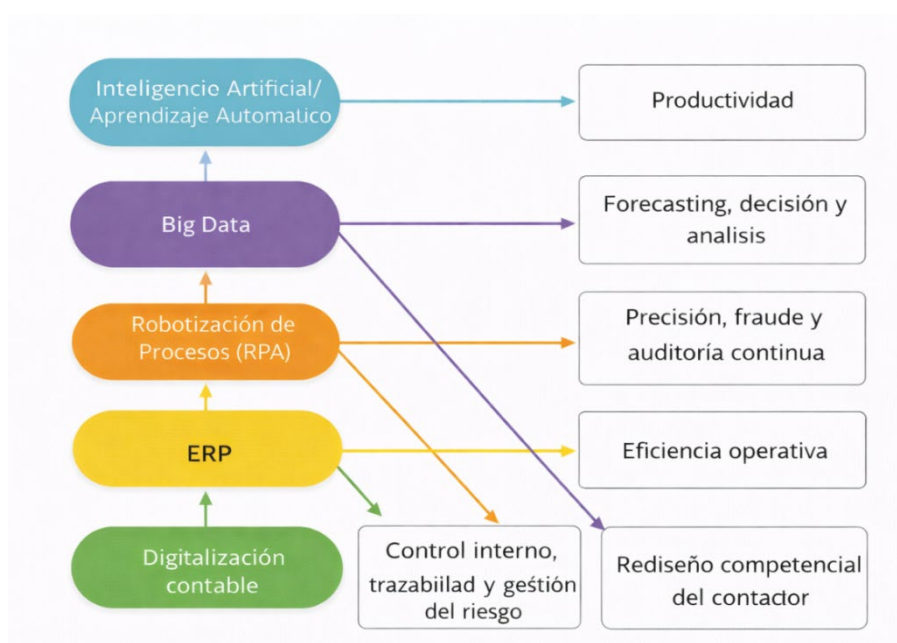 Inteligencio Artificial/
Aprendizaje Automatico
Productividad
Big Data
Forecasting, decisión y
analisis
Robotización de
Procesos (RPA)
Precisión, fraude y
auditoría continua
ERP
Eficiencia operativa
Digitalización
contable
Control interno,
trazabiilad y gestión
del riesgo
Rediseño competencial
del contactor